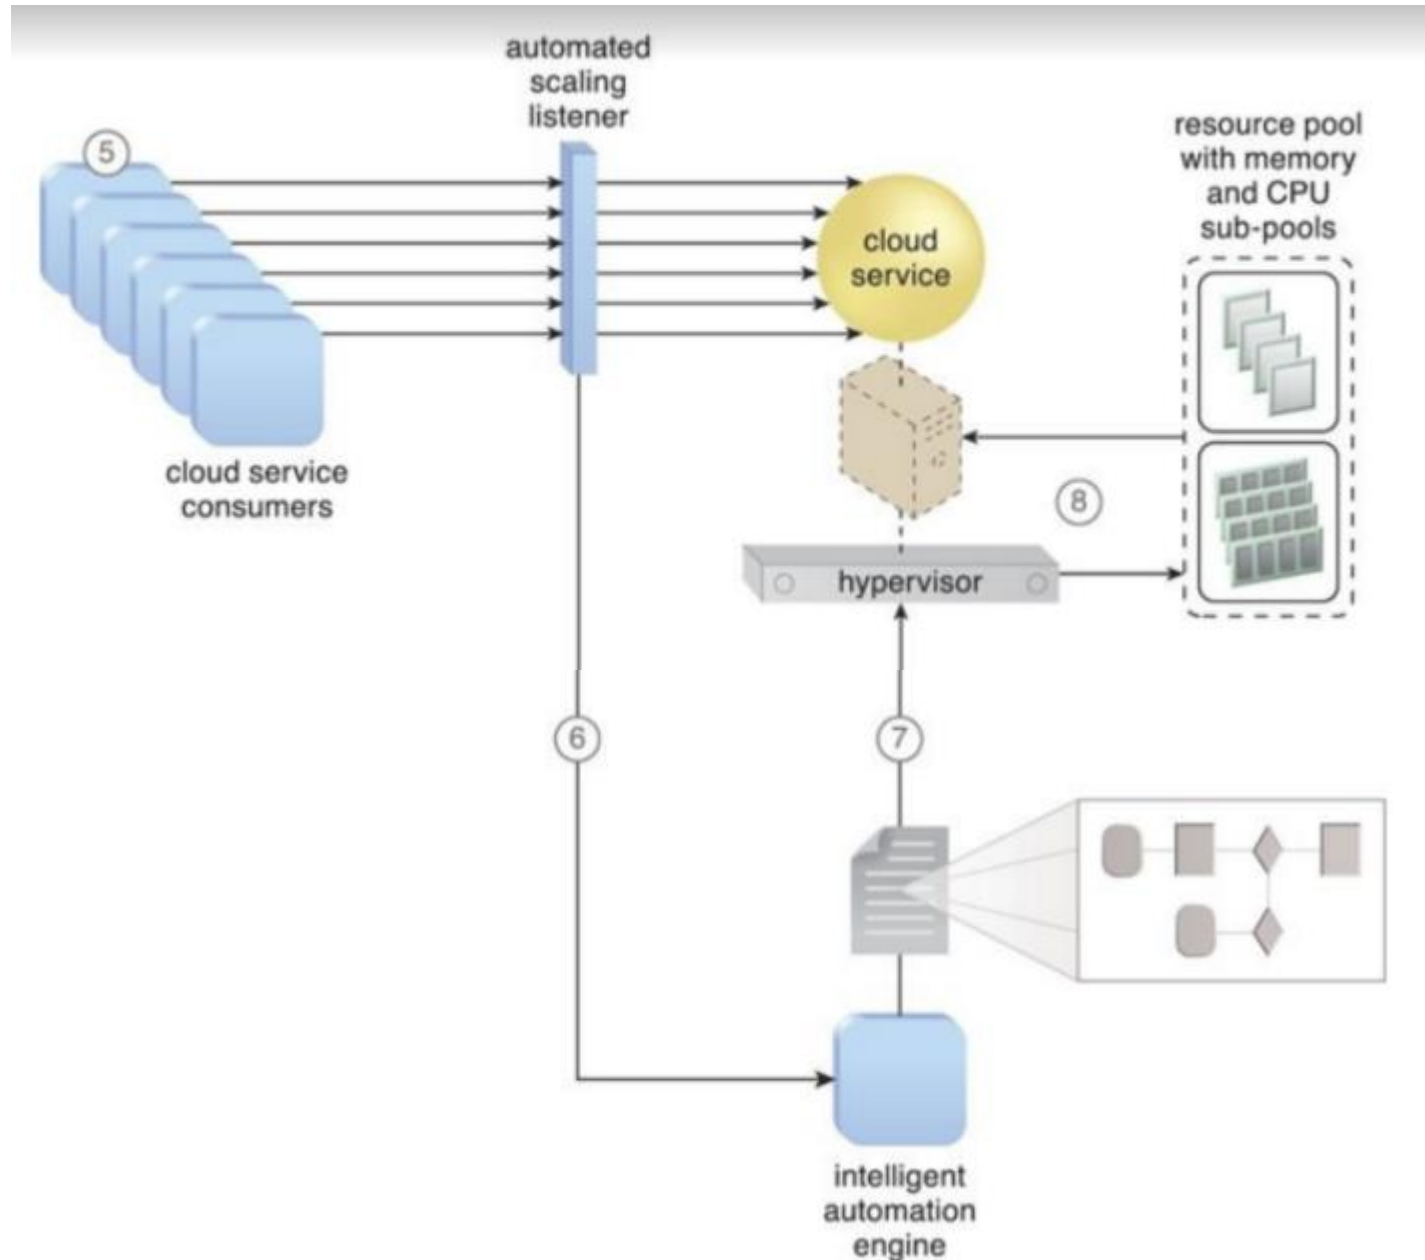 automated
scaling
listener
5
cloud service
consumers
cloud
service
resource pool
with memory
and CPU
sub-pools
8
hypervisor
6
7
intelligent
automation
engine